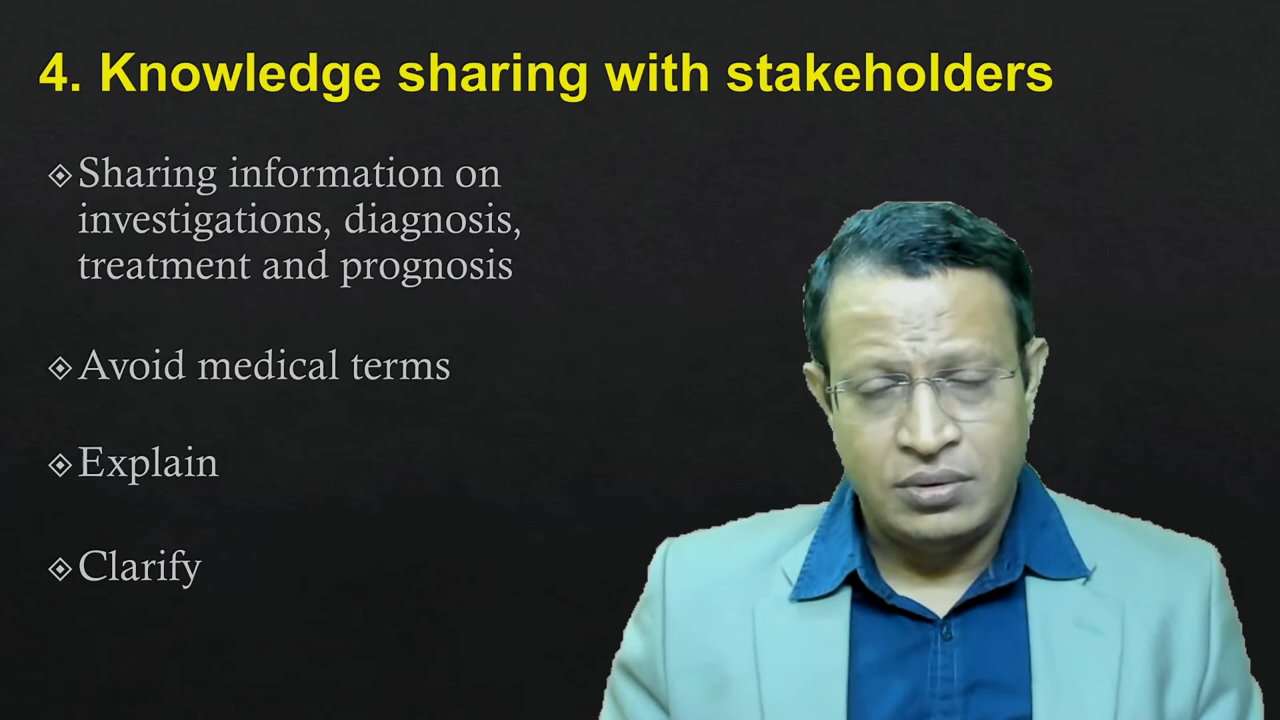 4. Knowledge sharing with stakeholders
Sharing information on
investigations, diagnosis,
treatment and prognosis
Avoid medical terms
Explain
Clarify